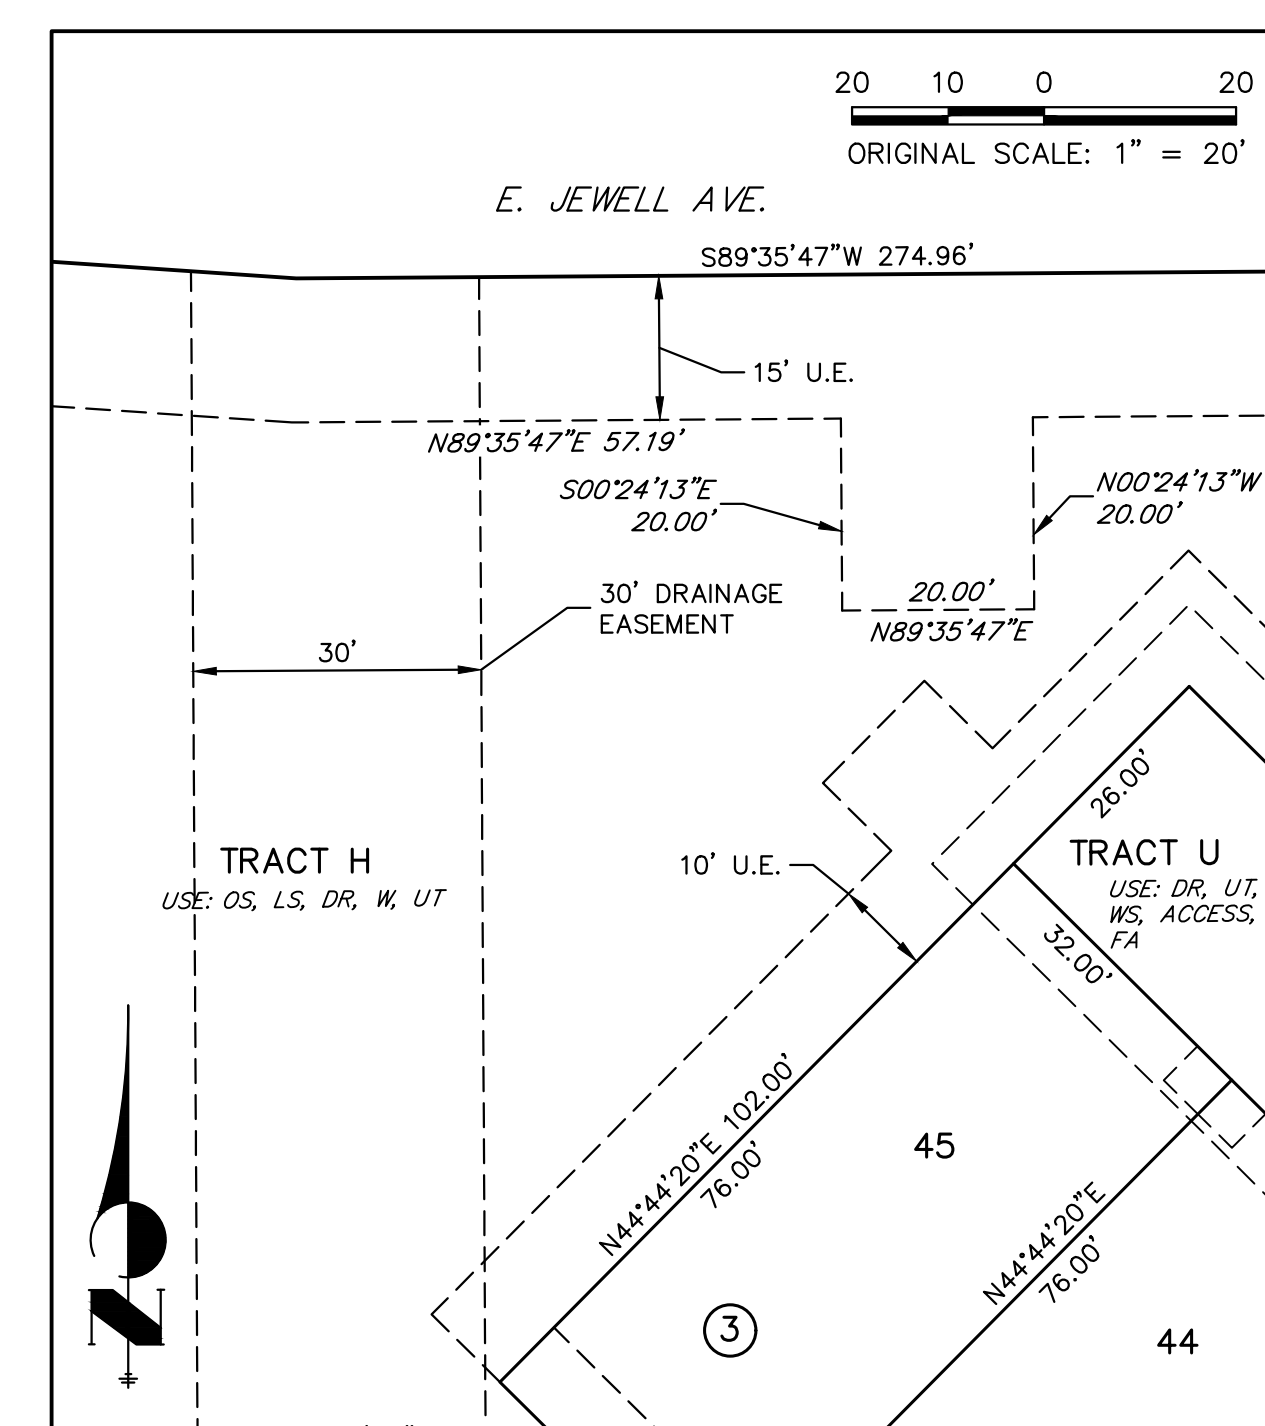 20 10 0 20
ORIGINAL SCALE: 1" = 20'
E. JEWELL AVE.
S89°35'47"W 274.96'
15' U.E.
N89°35'47"E 57.19'
S00°24'13"E
20.00'
N00°24'13"W
20.00'
20.00'
N89°35'47"E
30' DRAINAGE
EASEMENT
30'
26.00'
TRACT H
USE: OS, LS, DR, W, UT
10' U.E.
TRACT U
USE: DR, UT,
WS, ACCESS,
FA
32.00'
N44°44'20"E 102.00'
76.00'
45
N44°44'20"E
76.00'
3
44
N